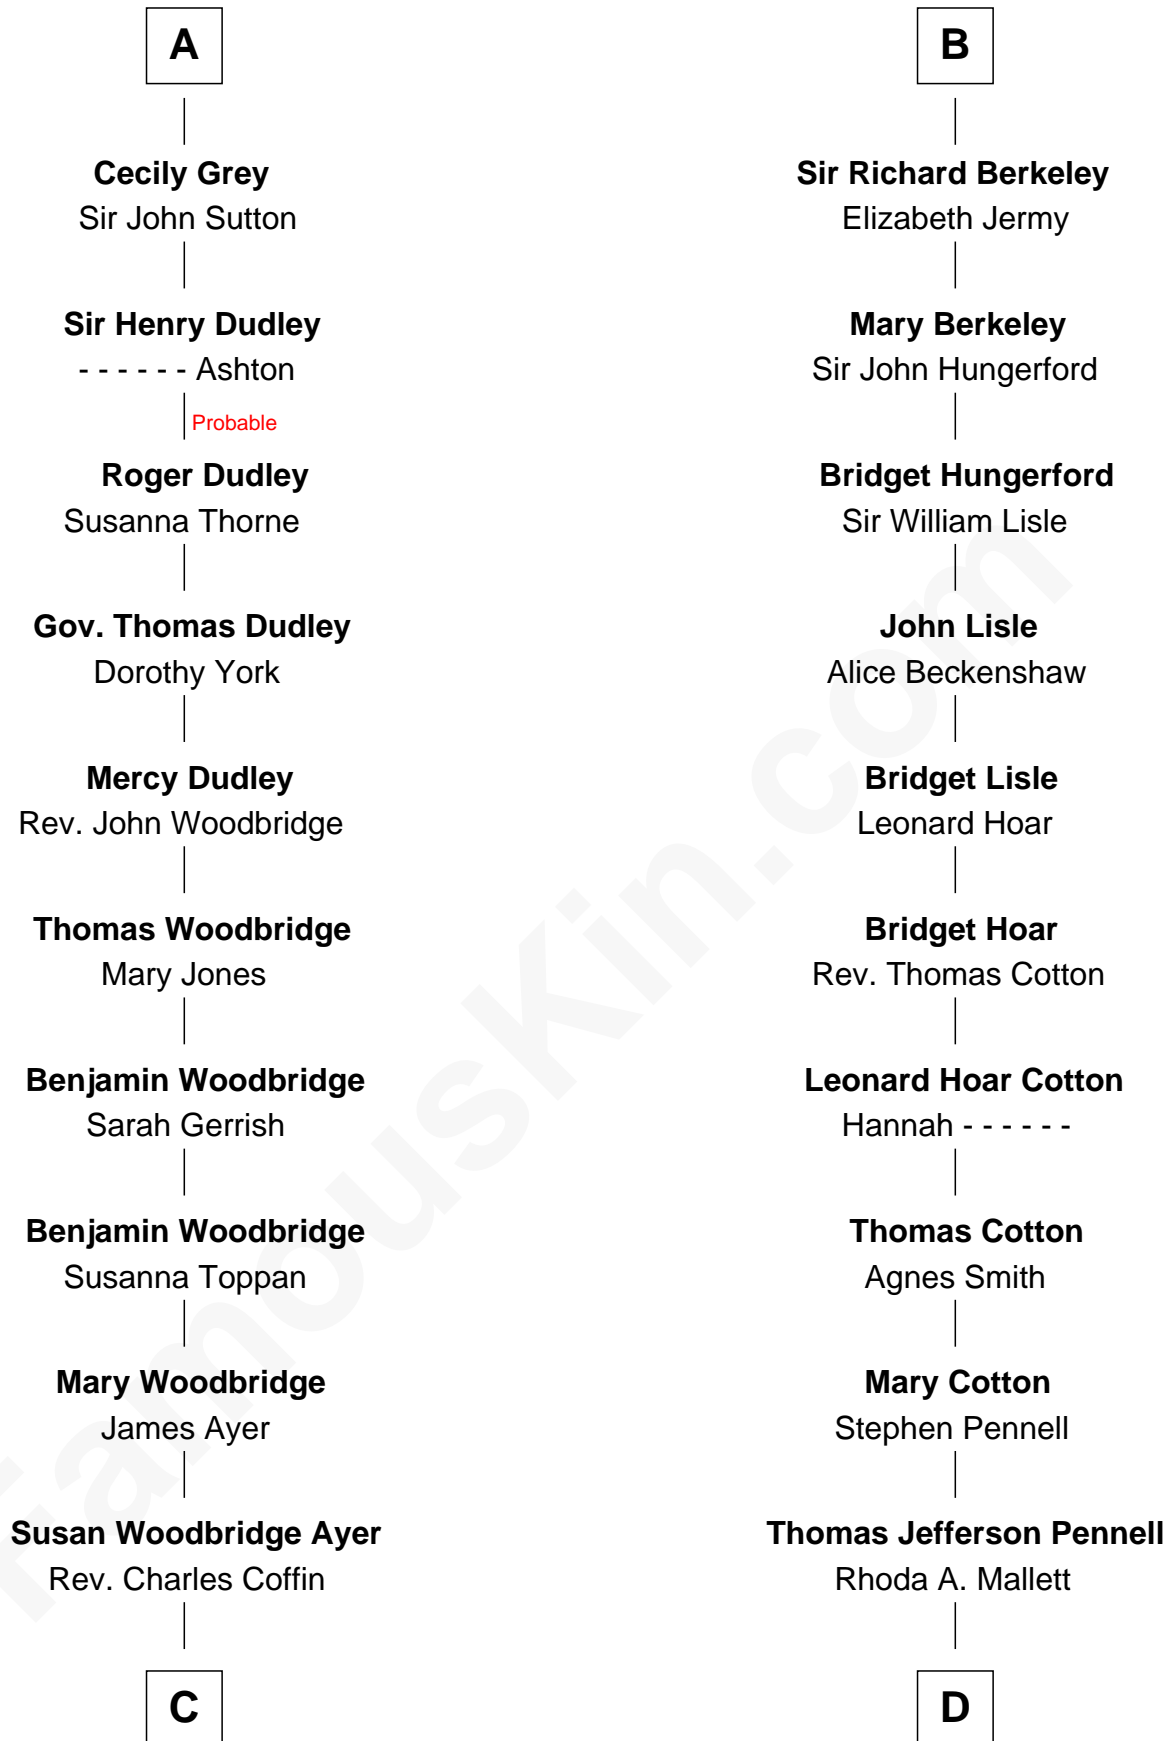 A
Cecily Grey
Sir John Sutton
Sir Henry Dudley
- - - - - - Ashton
Probable
Roger Dudley
Susanna Thorne
Gov. Thomas Dudley
Dorothy York
Mercy Dudley
Rev. John Woodbridge
Thomas Woodbridge
Mary Jones
Benjamin Woodbridge
Sarah Gerrish
Benjamin Woodbridge
Susanna Toppan
Mary Woodbridge
James Ayer
Susan Woodbridge Ayer
Rev. Charles Coffin
C
B
Sir Richard Berkeley
Elizabeth Jermy
Mary Berkeley
Sir John Hungerford
Bridget Hungerford
Sir William Lisle
John Lisle
Alice Beckenshaw
Bridget Lisle
Leonard Hoar
Bridget Hoar
Rev. Thomas Cotton
Leonard Hoar Cotton
Hannah - - - - - -
Thomas Cotton
Agnes Smith
Mary Cotton
Stephen Pennell
Thomas Jefferson Pennell
Rhoda A. Mallett
D
FamousKin.com